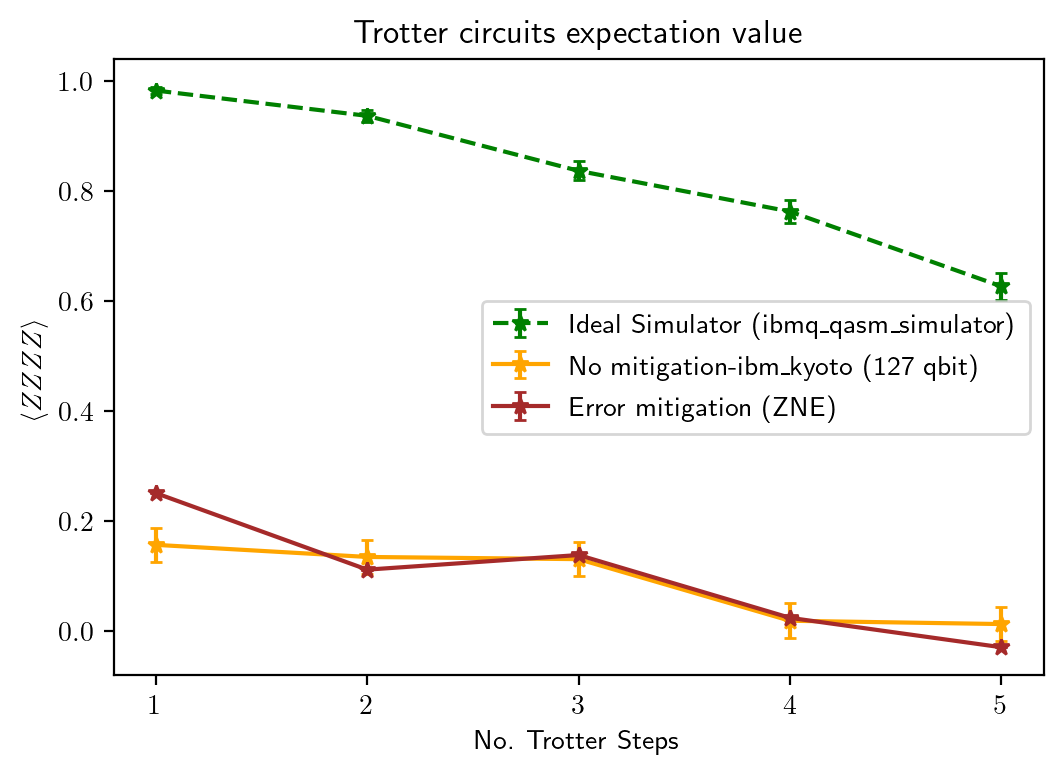 Trotter circuits expectation value
1.0
0.8
0.6
0.4
0.2
0.0
⟨ZZZZ⟩
Ideal Simulator (ibmq_qasm_simulator)
No mitigation-ibm_kyoto (127 qbit)
Error mitigation (ZNE)
1 2 3 4 5
No. Trotter Steps